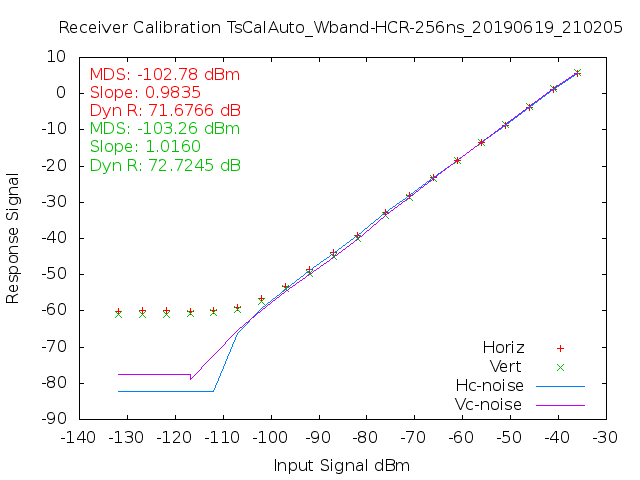 Receiver Calibration TsCalAuto_Wband-HCR-256ns_20190619_210205
10
0
-10
-20
-30
-40
-50
-60
-70
-80
-90
Response Signal
MDS: -102.78 dBm
Slope: 0.9835
Dyn R: 71.6766 dB
MDS: -103.26 dBm
Slope: 1.0160
Dyn R: 72.7245 dB
Horiz
Vert
Hc-noise
Vc-noise
-140 -130 -120 -110 -100 -90 -80 -70 -60 -50 -40 -30
Input Signal dBm